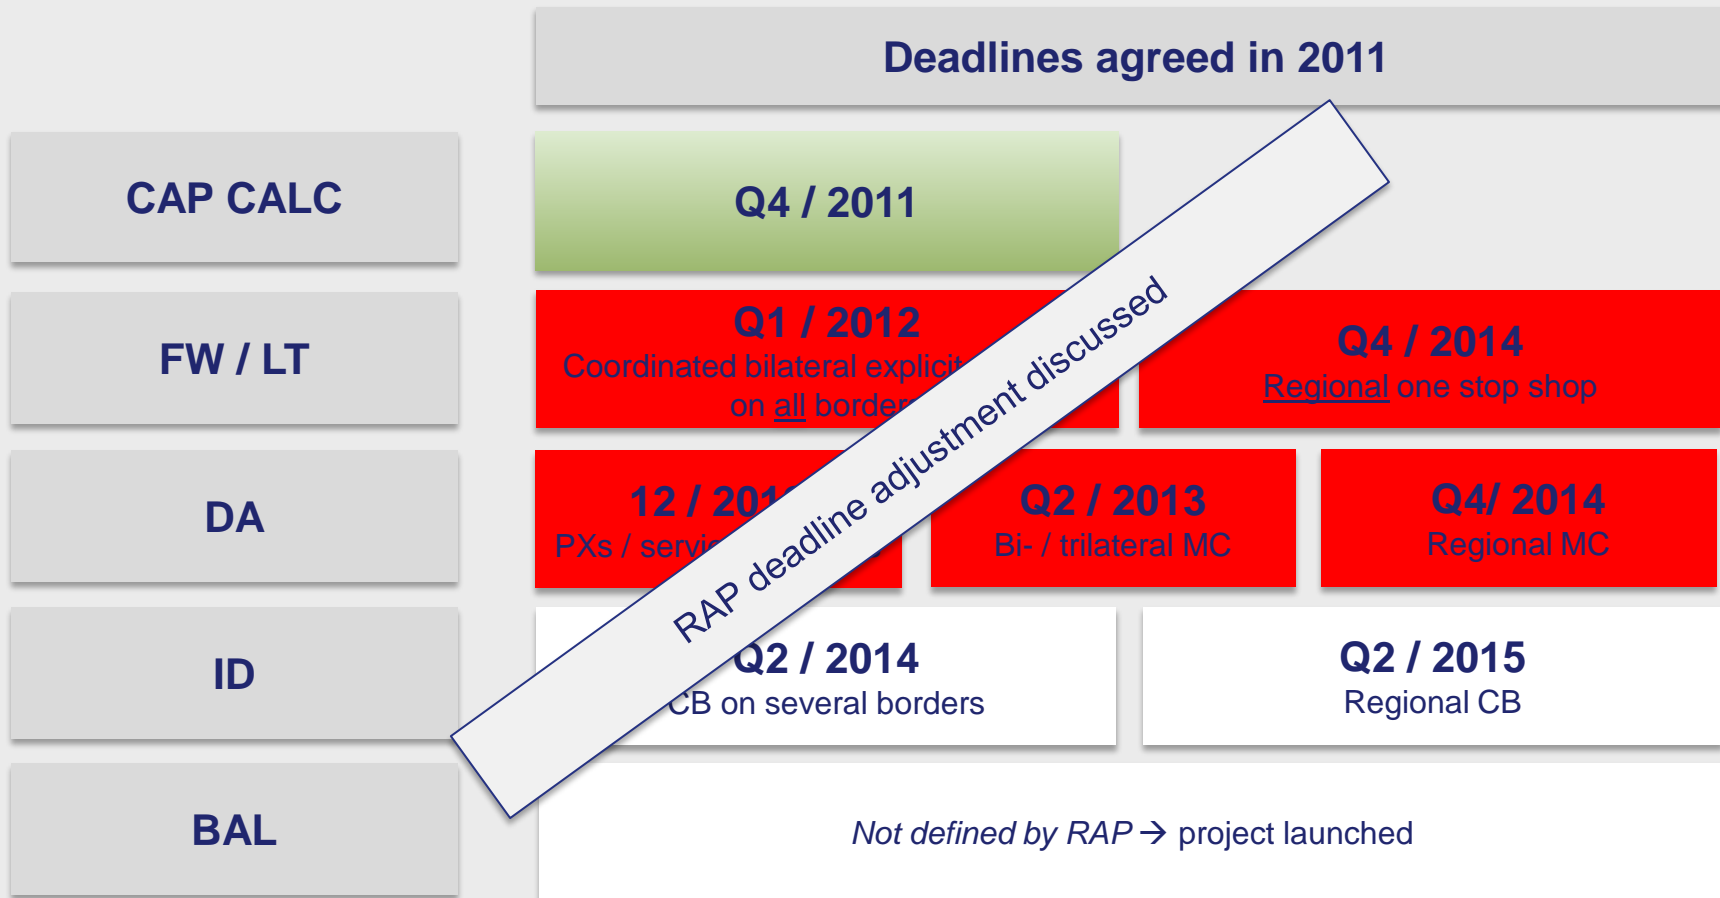 Deadlines agreed in 2011
CAP CALC
Q4 / 2011
FW / LT
Q1 / 2012
Coordinated bilateral explicit
on all borders
Q4 / 2014
Regional one stop shop
DA
12 /
PXs /
Q2 / 2013
Bi- / trilateral MC
Q4/ 2014
Regional MC
ID
Q2 / 2014
CB on several borders
Q2 / 2015
Regional CB
BAL
Not defined by RAP → project launched
RAP deadline adjustment discussed